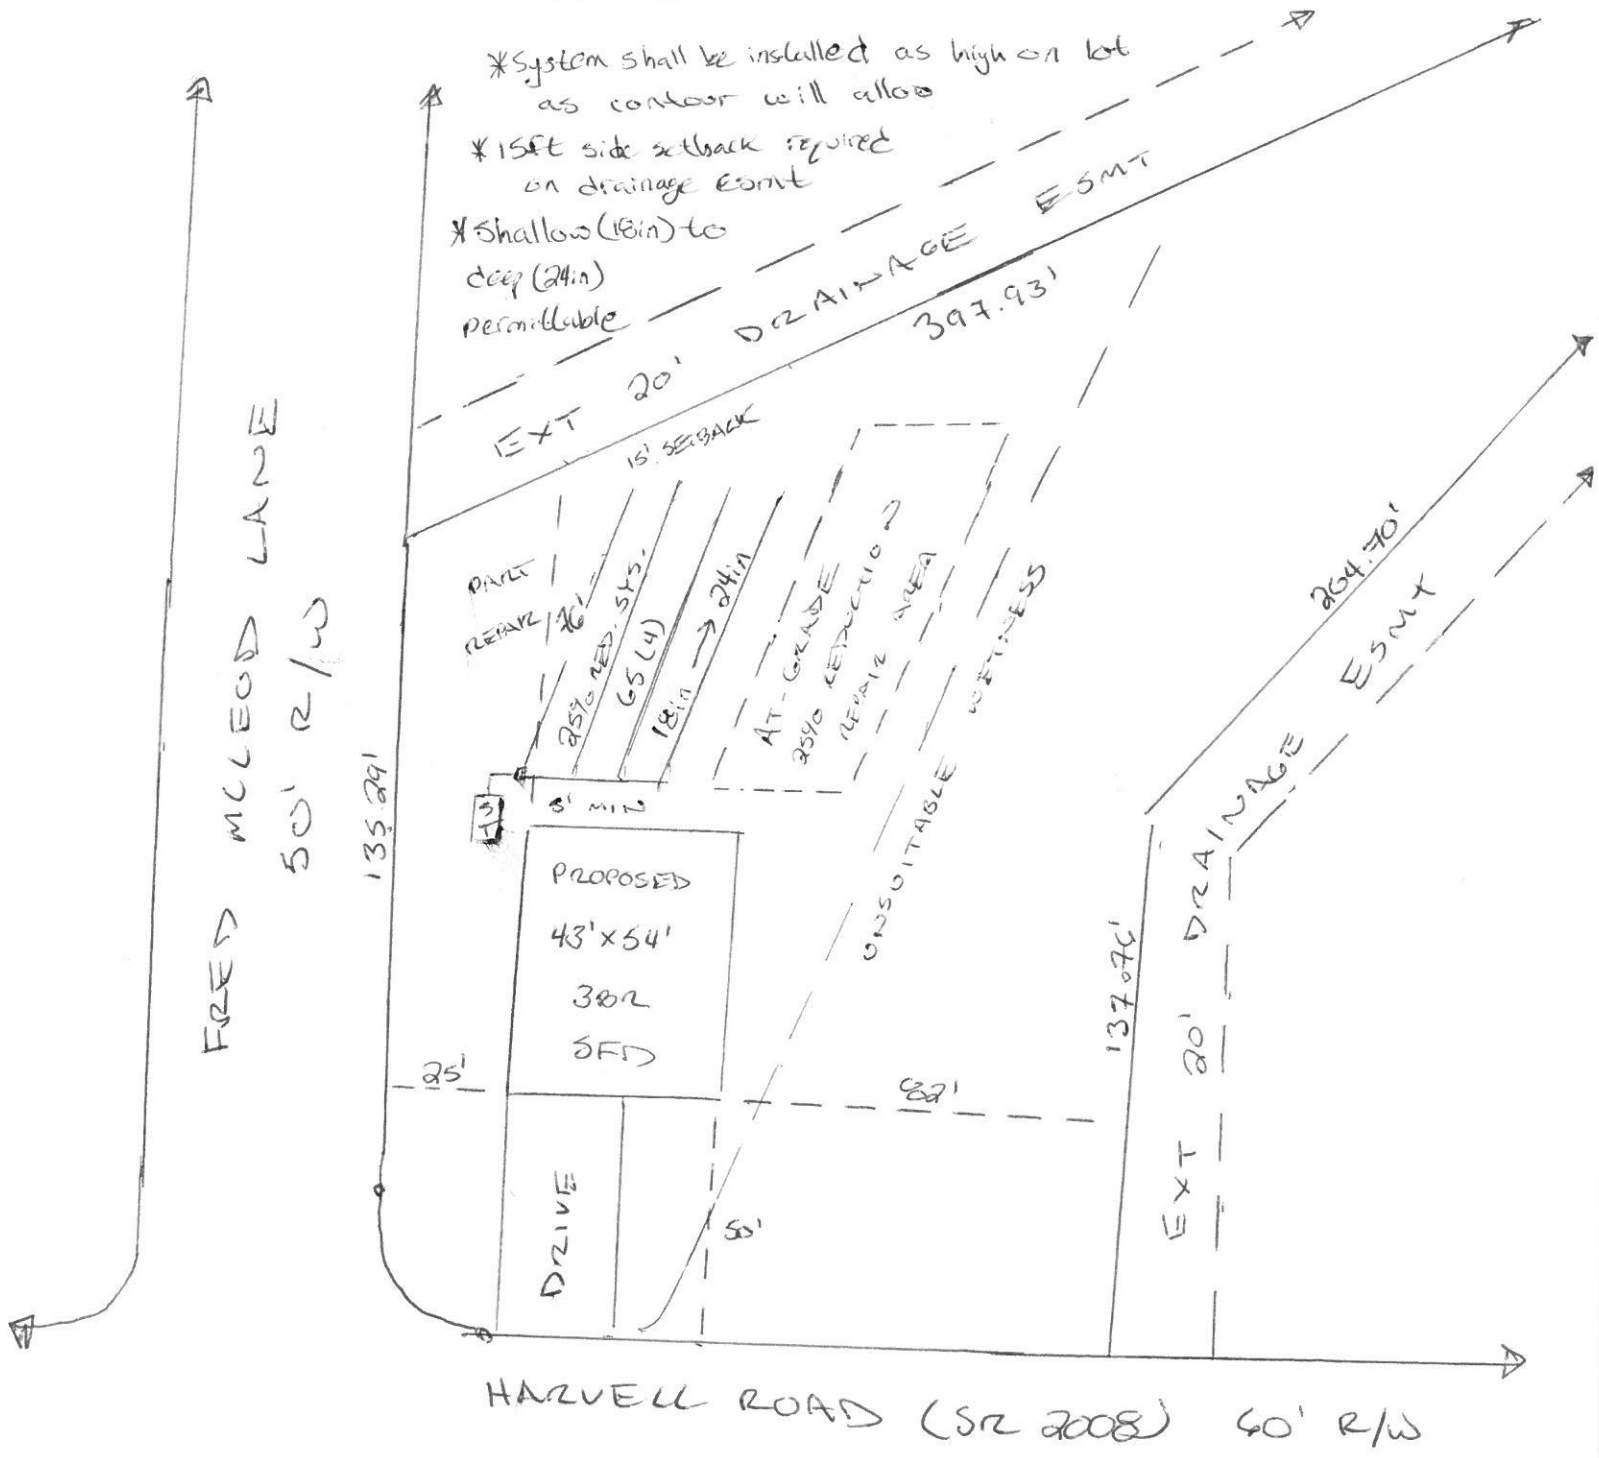 *System shall be installed as high on lot
as contour will allow
*15ft side setback required
on drainage Esmt
*Shallow (18in) to
deep (24in)
permittable
EXT 20' DRAINAGE ESMT
397.93'
15' SETBACK
PART
REPAIR
76'
25% RED. SYS.
65 (4)
18in → 24in
AT-GRADE
25% REDUCTION
REPAIR AREA
UNSUITABLE WETNESS
204.70'
EXT 20' DRAINAGE ESMT
137.76'
FRED MCLEOD LANE
50' R/W
135.29'
ST
5' MIN
PROPOSED
43'x54'
3BR
SFD
25'
82'
DRIVE
50'
HARVELL ROAD (SR 2008) 60' R/W